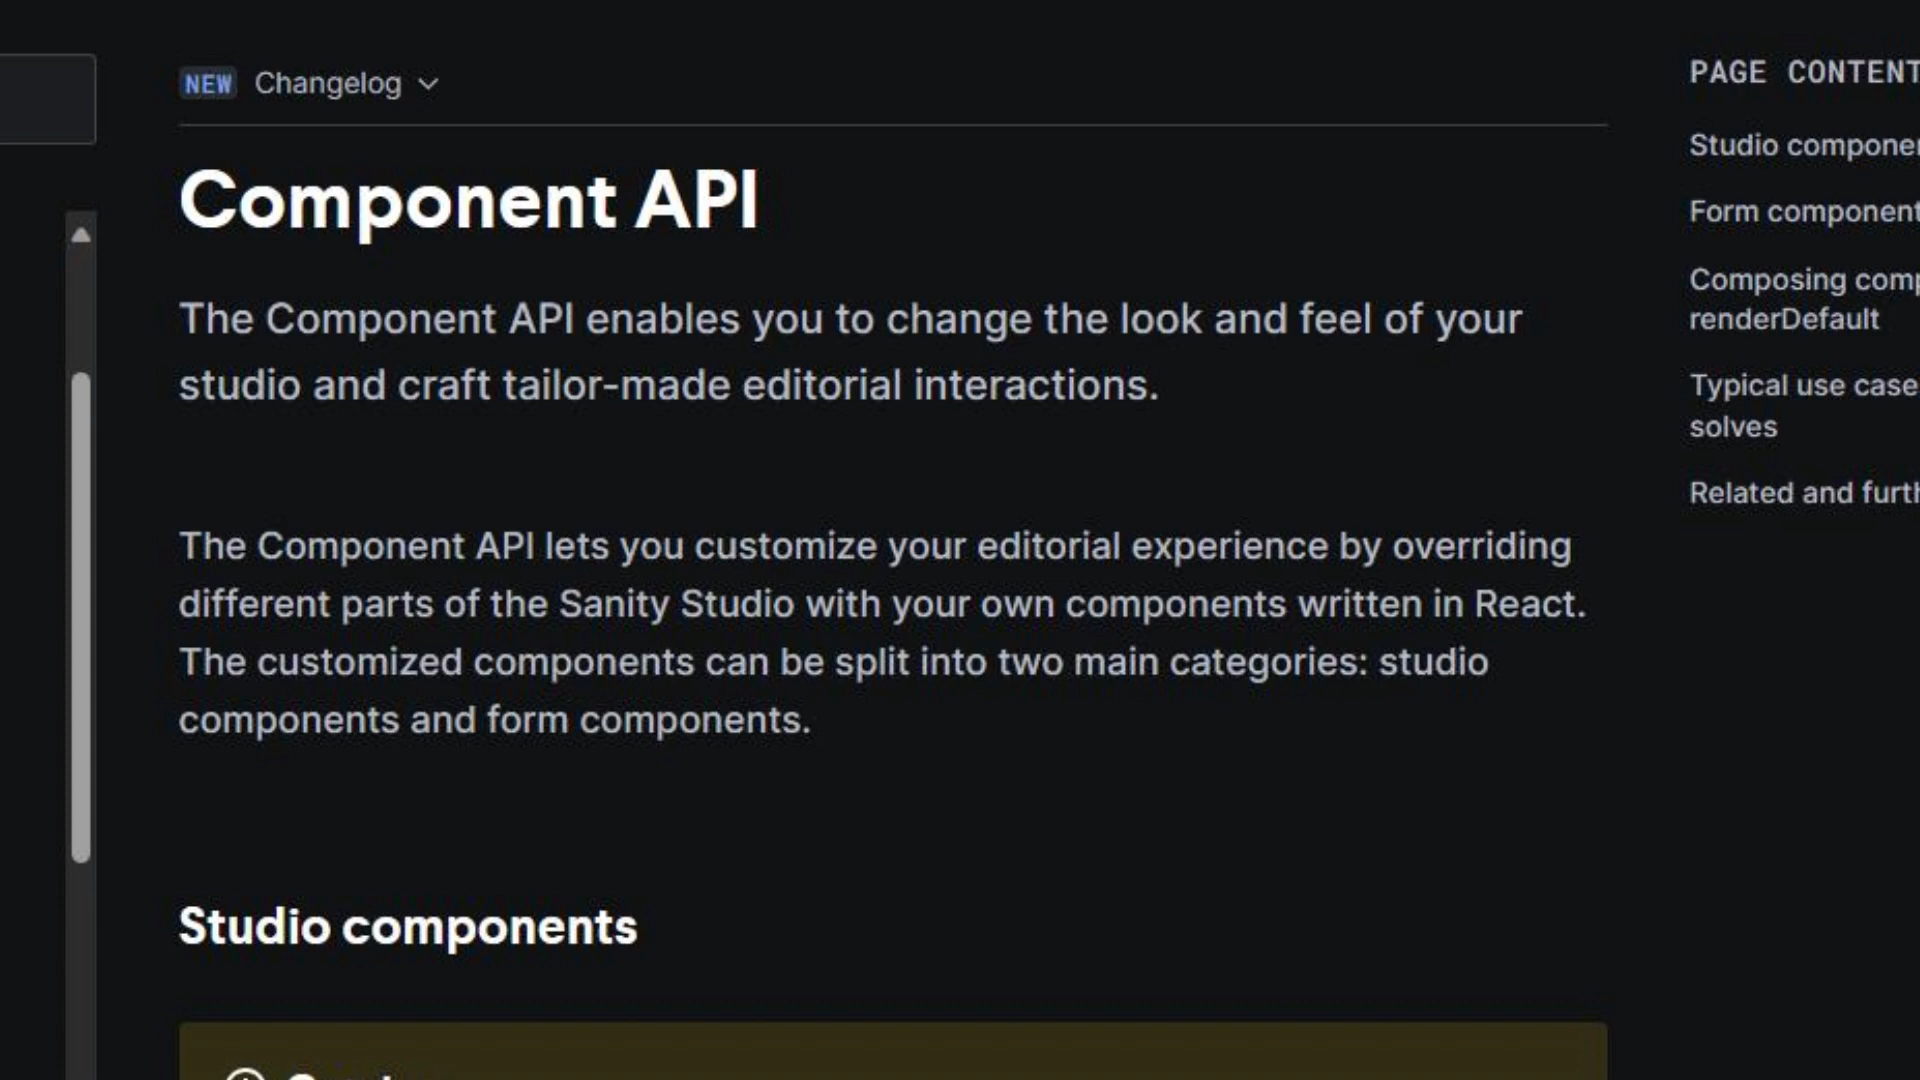 NEW Changelog
Component API
The Component API enables you to change the look and feel of your
studio and craft tailor-made editorial interactions.
The Component API lets you customize your editorial experience by overriding
different parts of the Sanity Studio with your own components written in React.
The customized components can be split into two main categories: studio
components and form components.
Studio components
PAGE CONTENT
Studio
Form component
Composing
renderDefault
Typical use case
solves
Related and